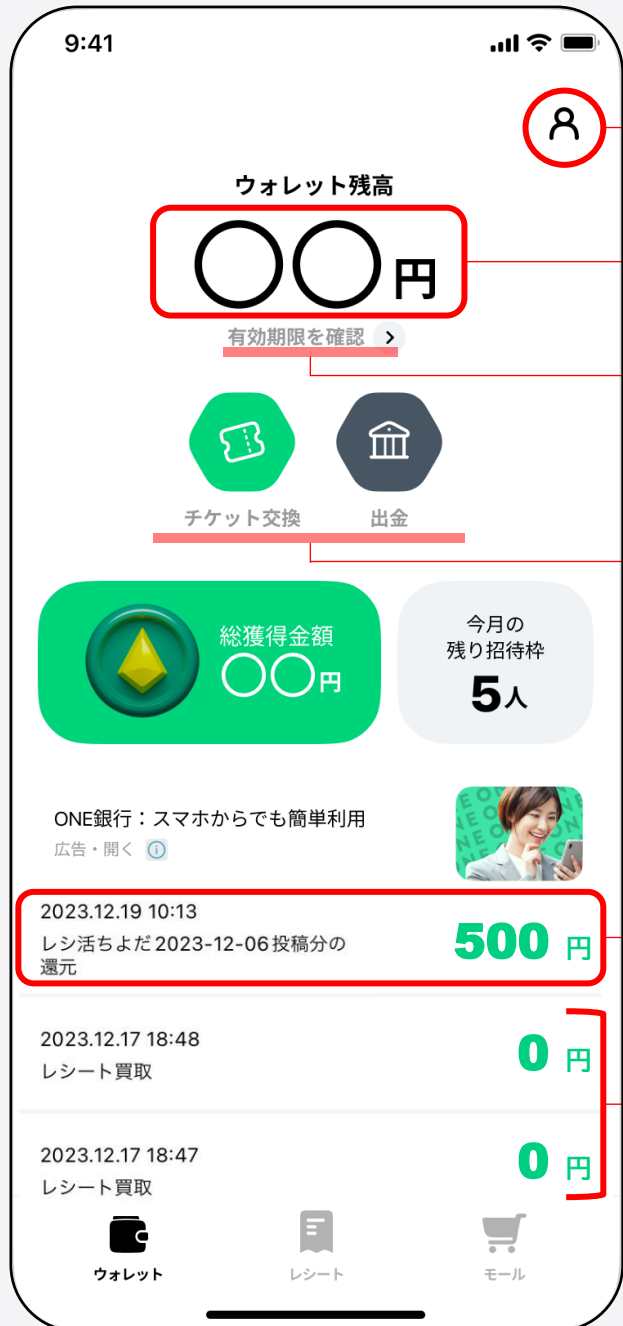 9:41
ウォレット残高
〇〇円
有効期限を確認
チケット交換
出金
総獲得金額
〇〇円
今月の
残り招待枠
5人
ONE銀行：スマホからでも簡単利用
広告・開く
2023.12.19 10:13
レシ活ちよだ2023-12-06投稿分の
還元
500 円
2023.12.17 18:48
レシート買取
0 円
2023.12.17 18:47
レシート買取
0 円
ウォレット
レシート
モール